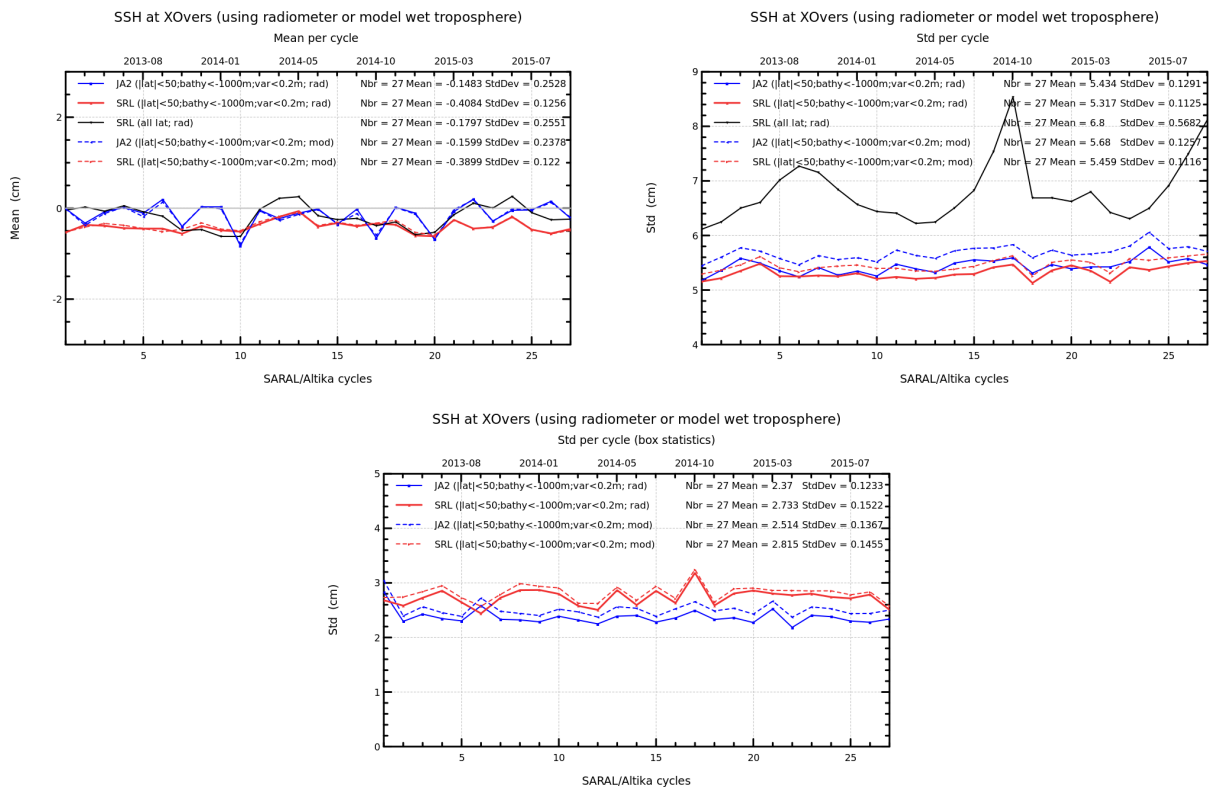 SSH at XOvers (using radiometer or model wet troposphere)
Mean per cycle
2013-08 2014-01 2014-05 2014-10 2015-03 2015-07
JA2 (|lat|<50;bathy<-1000m;var<0.2m; rad) Nbr = 27 Mean = -0.1483 StdDev = 0.2528
SRL (|lat|<50;bathy<-1000m;var<0.2m; rad) Nbr = 27 Mean = -0.4084 StdDev = 0.1256
SRL (all lat; rad) Nbr = 27 Mean = -0.1797 StdDev = 0.2551
JA2 (|lat|<50;bathy<-1000m;var<0.2m; mod) Nbr = 27 Mean = -0.1599 StdDev = 0.2378
SRL (|lat|<50;bathy<-1000m;var<0.2m; mod) Nbr = 27 Mean = -0.3899 StdDev = 0.122
2
0
-2
Mean (cm)
5 10 15 20 25
SARAL/Altika cycles
SSH at XOvers (using radiometer or model wet troposphere)
Std per cycle
2013-08 2014-01 2014-05 2014-10 2015-03 2015-07
JA2 (|lat|<50;bathy<-1000m;var<0.2m; rad) Nbr = 27 Mean = 5.434 StdDev = 0.1291
SRL (|lat|<50;bathy<-1000m;var<0.2m; rad) Nbr = 27 Mean = 5.317 StdDev = 0.1125
SRL (all lat; rad) Nbr = 27 Mean = 6.8 StdDev = 0.5682
JA2 (|lat|<50;bathy<-1000m;var<0.2m; mod) Nbr = 27 Mean = 5.68 StdDev = 0.1257
SRL (|lat|<50;bathy<-1000m;var<0.2m; mod) Nbr = 27 Mean = 5.459 StdDev = 0.1116
9
8
7
6
5
4
Std (cm)
5 10 15 20 25
SARAL/Altika cycles
SSH at XOvers (using radiometer or model wet troposphere)
Std per cycle (box statistics)
2013-08 2014-01 2014-05 2014-10 2015-03 2015-07
JA2 (|lat|<50;bathy<-1000m;var<0.2m; rad) Nbr = 27 Mean = 2.37 StdDev = 0.1233
SRL (|lat|<50;bathy<-1000m;var<0.2m; rad) Nbr = 27 Mean = 2.733 StdDev = 0.1522
JA2 (|lat|<50;bathy<-1000m;var<0.2m; mod) Nbr = 27 Mean = 2.514 StdDev = 0.1367
SRL (|lat|<50;bathy<-1000m;var<0.2m; mod) Nbr = 27 Mean = 2.815 StdDev = 0.1455
5
4
3
2
1
0
Std (cm)
5 10 15 20 25
SARAL/Altika cycles